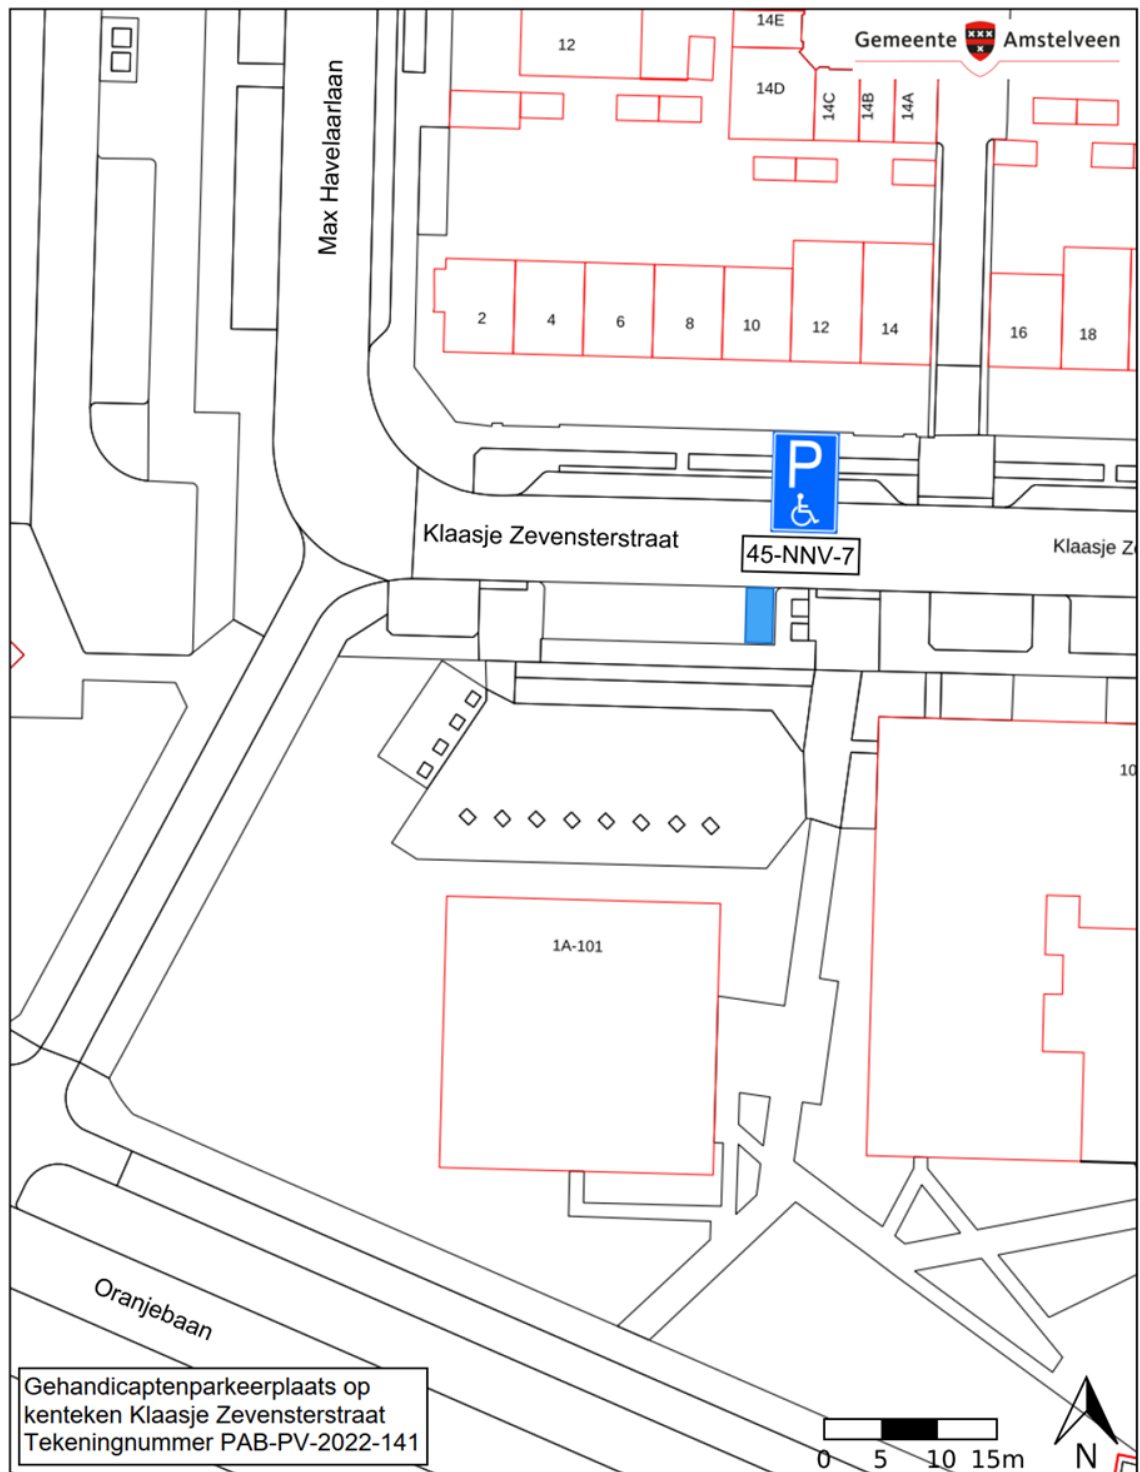 Gemeente Amstelveen
14E
12
14D
14C
14B
14A
Max Havelaarlaan
2
4
6
8
10
12
14
16
18
P
Klaasje Zevensterstraat
45-NNV-7
Klaasje Z
10
1A-101
Oranjebaan
Gehandicaptenparkeerplaats op
kenteken Klaasje Zevensterstraat
Tekeningnummer PAB-PV-2022-141
0 5 10 15m
N